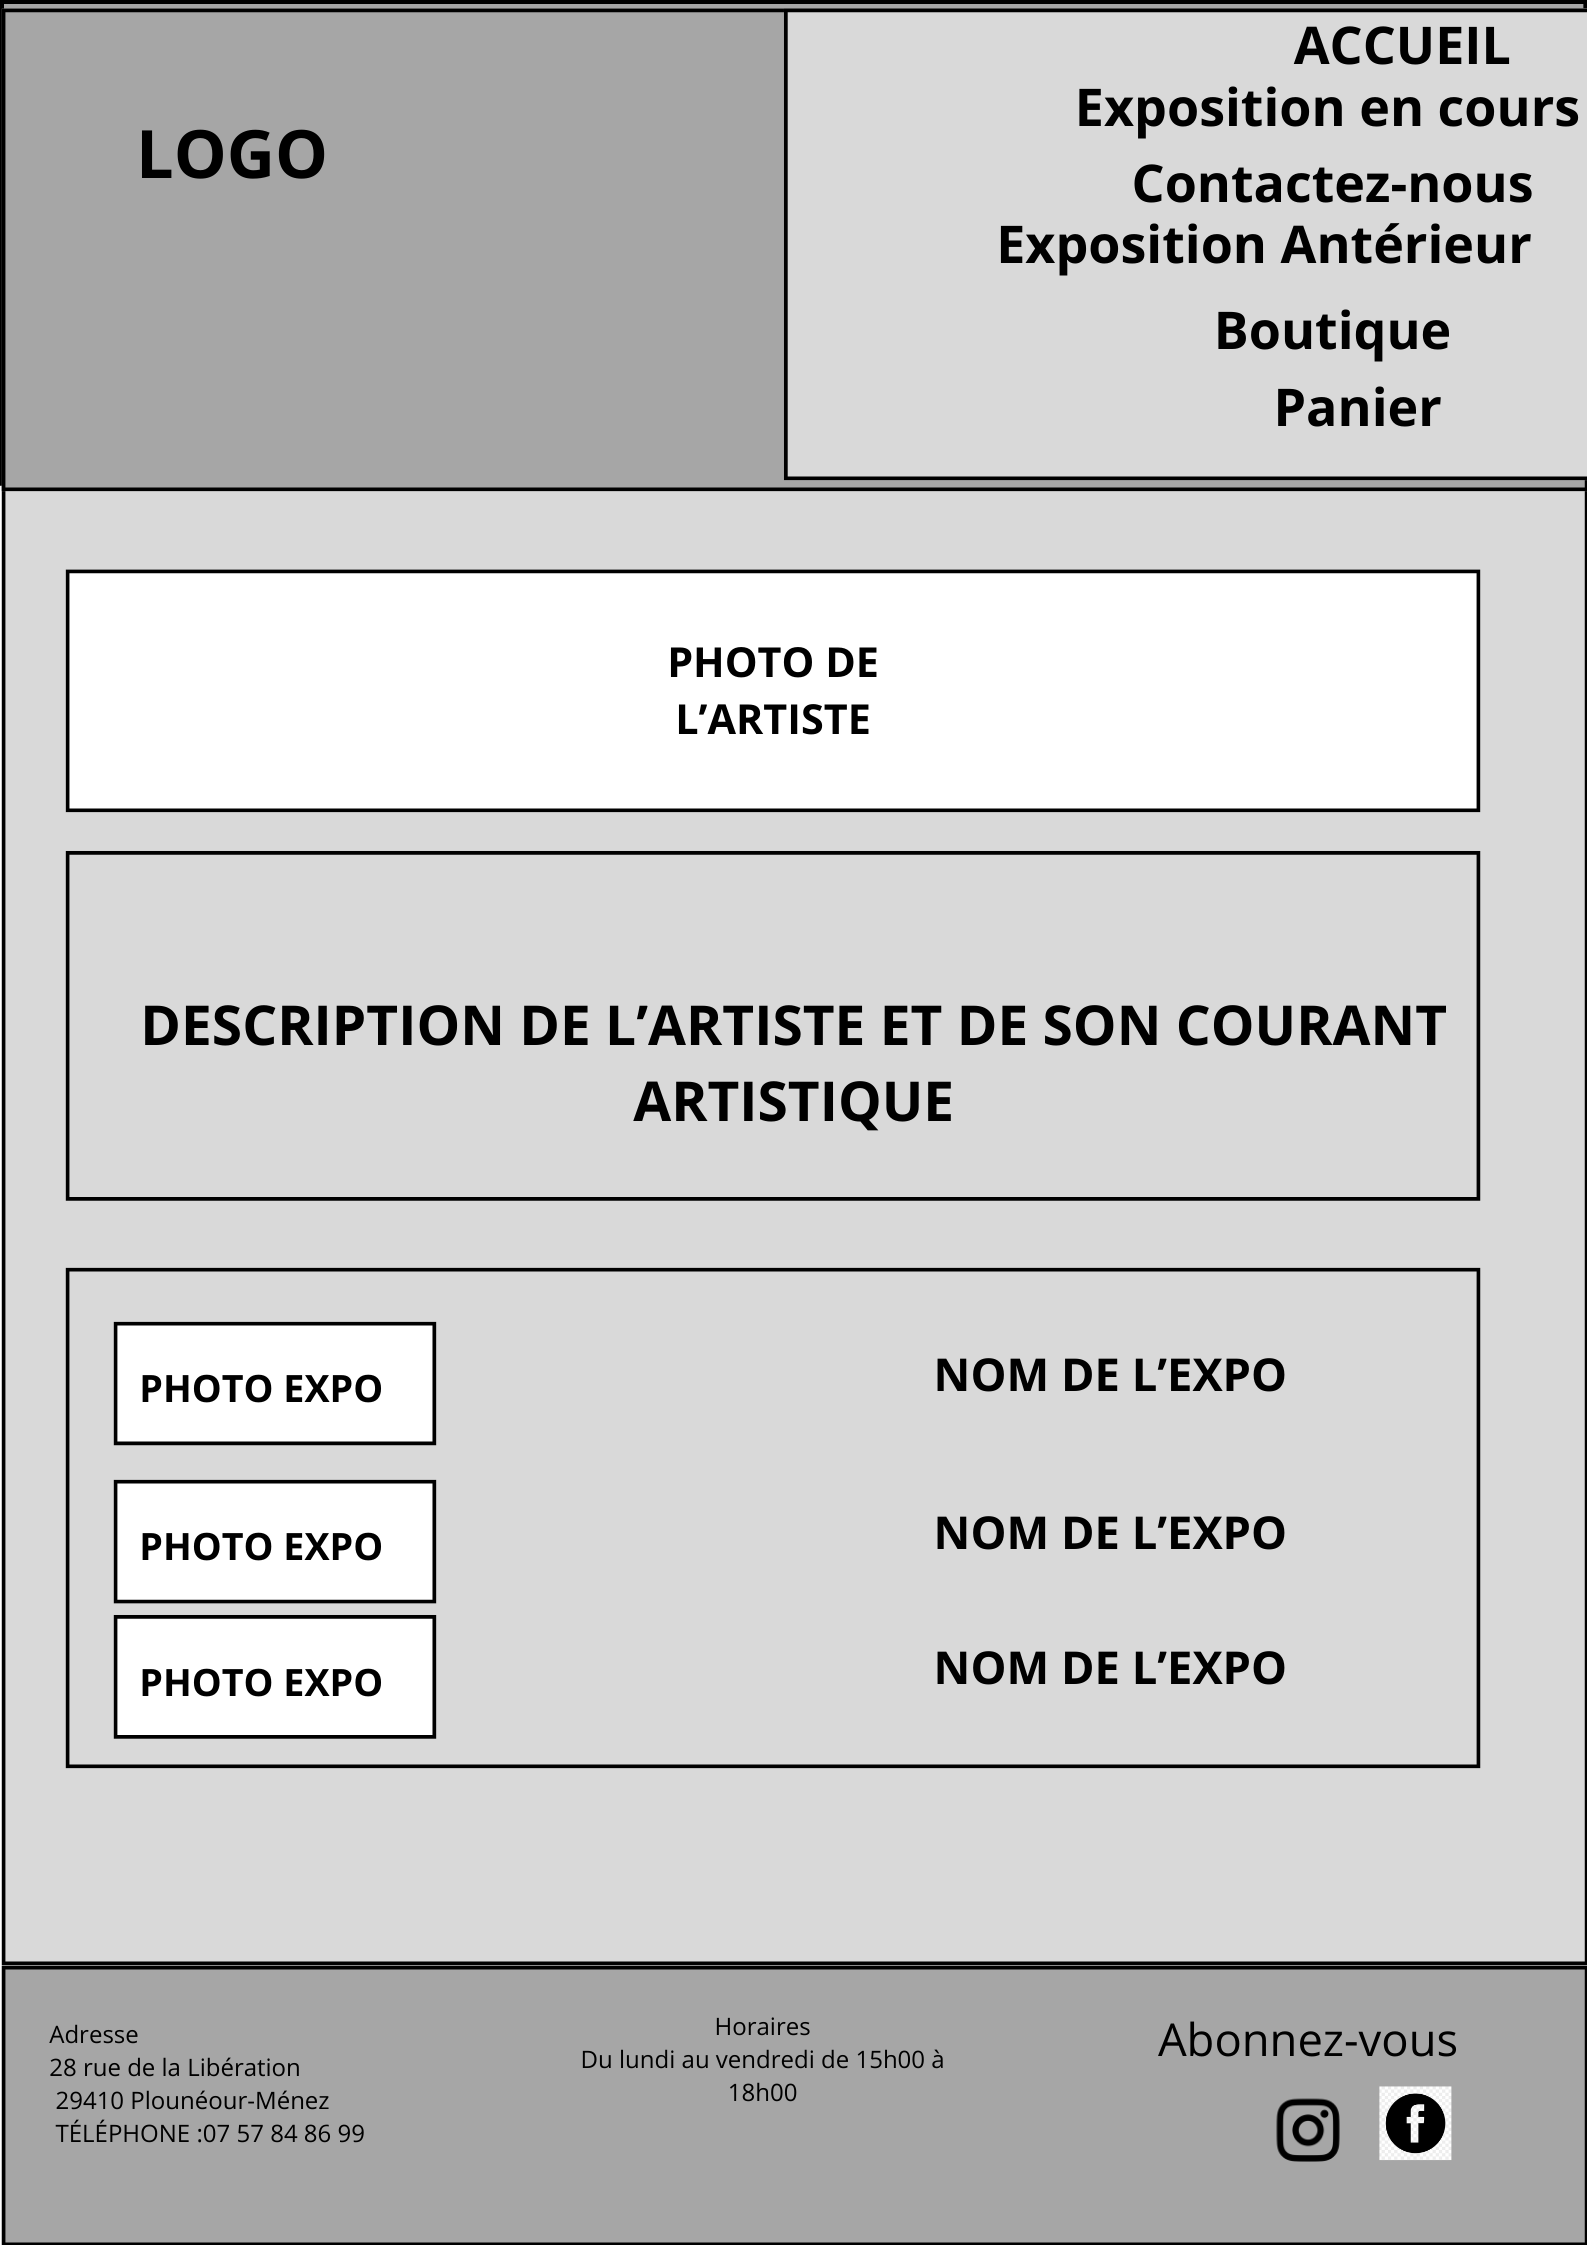 LOGO
ACCUEIL
Exposition en cours
Contactez-nous
Exposition Antérieur
Boutique
Panier
PHOTO DE
L’ARTISTE
DESCRIPTION DE L’ARTISTE ET DE SON COURANT
ARTISTIQUE
PHOTO EXPO
NOM DE L’EXPO
PHOTO EXPO
NOM DE L’EXPO
PHOTO EXPO
NOM DE L’EXPO
Adresse
28 rue de la Libération
29410 Plounéour-Ménez
TÉLÉPHONE :07 57 84 86 99
Horaires
Du lundi au vendredi de 15h00 à
18h00
Abonnez-vous